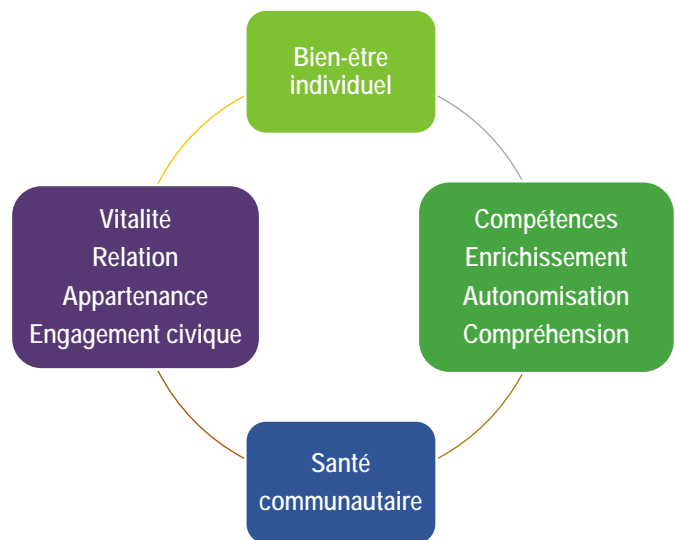 Bien-être
individuel
Vitalité
Relation
Appartenance
Engagement civique
Compétences
Enrichissement
Autonomisation
Compréhension
Santé
communautaire